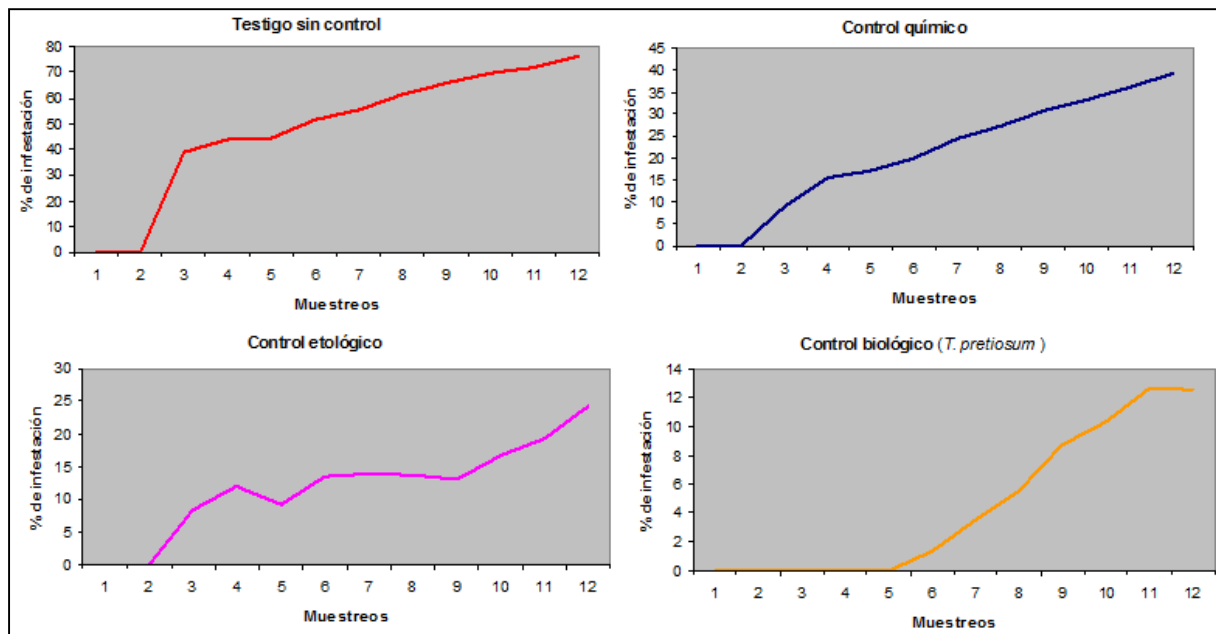 Testigo sin control
80
70
60
50
40
30
20
10
0
% de infestación
1 2 3 4 5 6 7 8 9 10 11 12
Muestreos
Control químico
45
40
35
30
25
20
15
10
5
0
% de infestación
1 2 3 4 5 6 7 8 9 10 11 12
Muestreos
Control etológico
30
25
20
15
10
5
0
% de infestación
1 2 3 4 5 6 7 8 9 10 11 12
Muestreos
Control biológico (T. pretiosum )
14
12
10
8
6
4
2
0
% de infestación
1 2 3 4 5 6 7 8 9 10 11 12
Muestreos